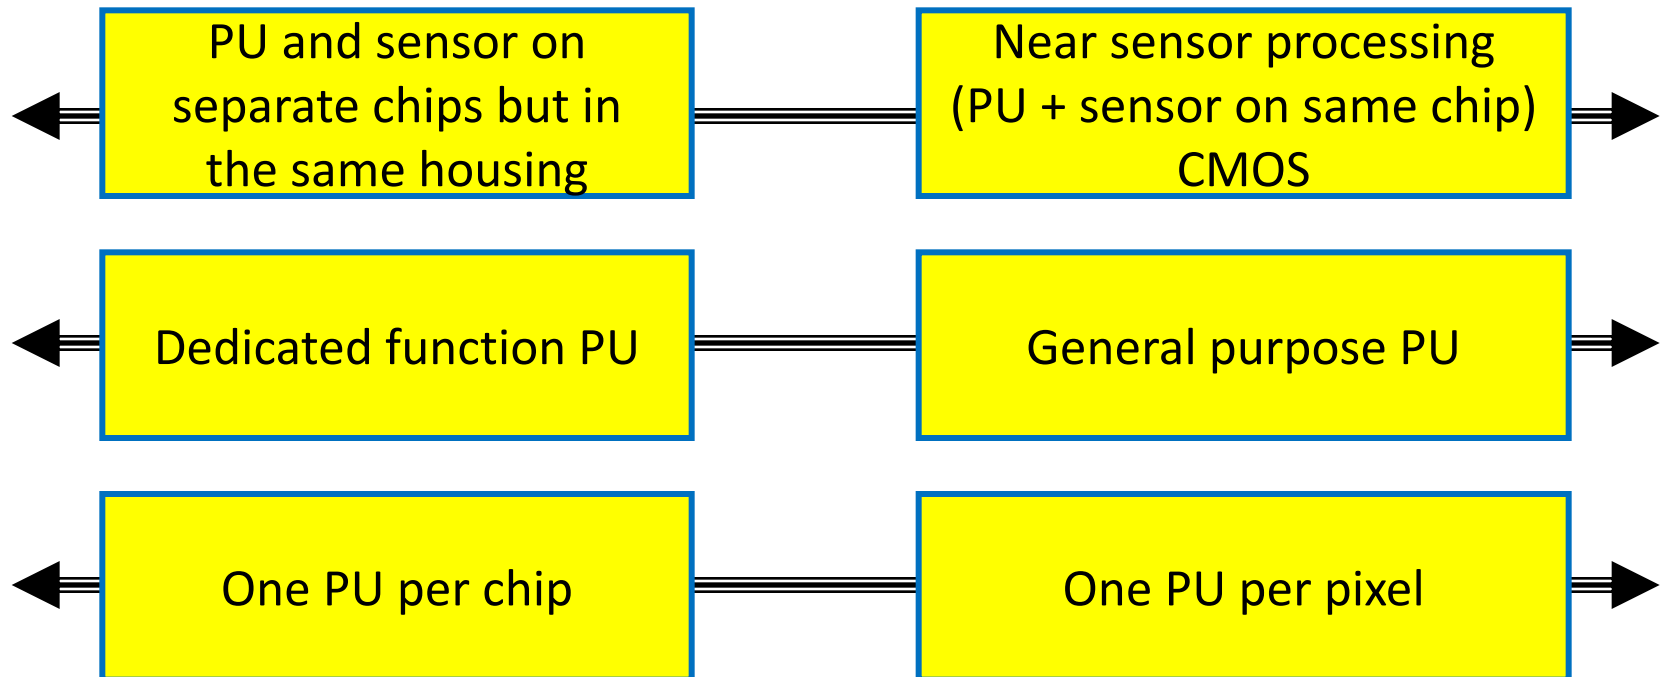 PU and sensor on
separate chips but in
the same housing
Near sensor processing
(PU + sensor on same chip)
CMOS
Dedicated function PU
General purpose PU
One PU per chip
One PU per pixel